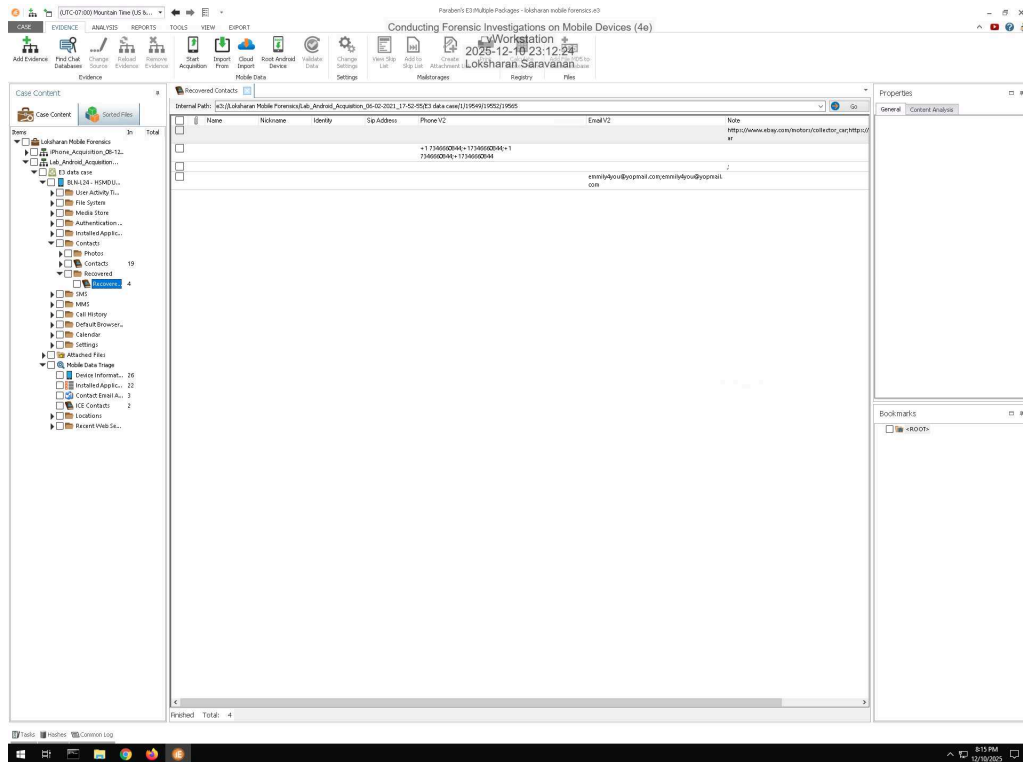 (UTC-07:00) Mountain Time (US &...
Paraben's E3:Multiple Packages - loksharan mobile forensics.e3
Conducting Forensic Investigations on Mobile Devices (4e)
vWorkstation
2025-12-10 23:12:24
Loksharan Saravanan
CASE EVIDENCE ANALYSIS REPORTS TOOLS VIEW EXPORT
Add Evidence
Find Chat Databases
Change Source
Reload Evidence
Remove Evidence
Start Acquisition
Import From
Cloud Import
Root Android Device
Validate Data
Change Settings
View Skip List
Add to Skip List
Create Attachment
Evidence
Mobile Data
Settings
Mailstorages
Registry
Files
Case Content
Case Content
Sorted Files
Items In Total
Loksharan Mobile Forensics
iPhone_Acquisition_08-12...
Lab_Android_Acquisition...
E3 data case
BLN-L24 - HSMDU...
User Activity Ti...
File System
Media Store
Authentication ...
Installed Applic...
Contacts
Photos
Contacts 19
Recovered
Recovere... 4
SMS
MMS
Call History
Default Browser...
Calendar
Settings
Attached Files
Mobile Data Triage
Device Informat... 26
Installed Applic... 22
Contact Email A... 3
ICE Contacts 2
Locations
Recent Web Se...
Recovered Contacts
Internal Path: e3://Loksharan Mobile Forensics/Lab_Android_Acquisition_06-02-2021_17-52-55/E3 data case/1/19549/19552/19565
Go
Name Nickname Identity Sip Address Phone V2 Email V2 Note
https://www.ebay.com/motors/collector_car;https://
ar
+1 7346660844;+17346660844;+1
7346660844;+17346660844
;
emmily4you@yopmail.com;emmily4you@yopmail.
com
Finished Total: 4
Properties
General Content Analysis
Bookmarks
<ROOT>
Tasks Hashes Common Log
8:15 PM
12/10/2025